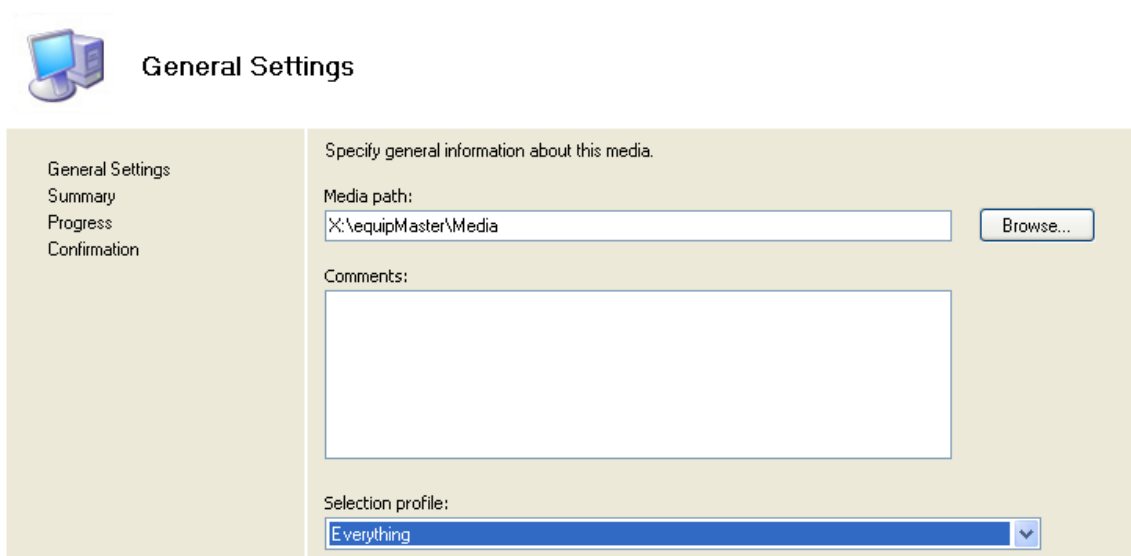 General Settings
General Settings
Summary
Progress
Confirmation
Specify general information about this media.
Media path:
X:\equipMaster\Media
Browse...
Comments:
Selection profile:
Everything